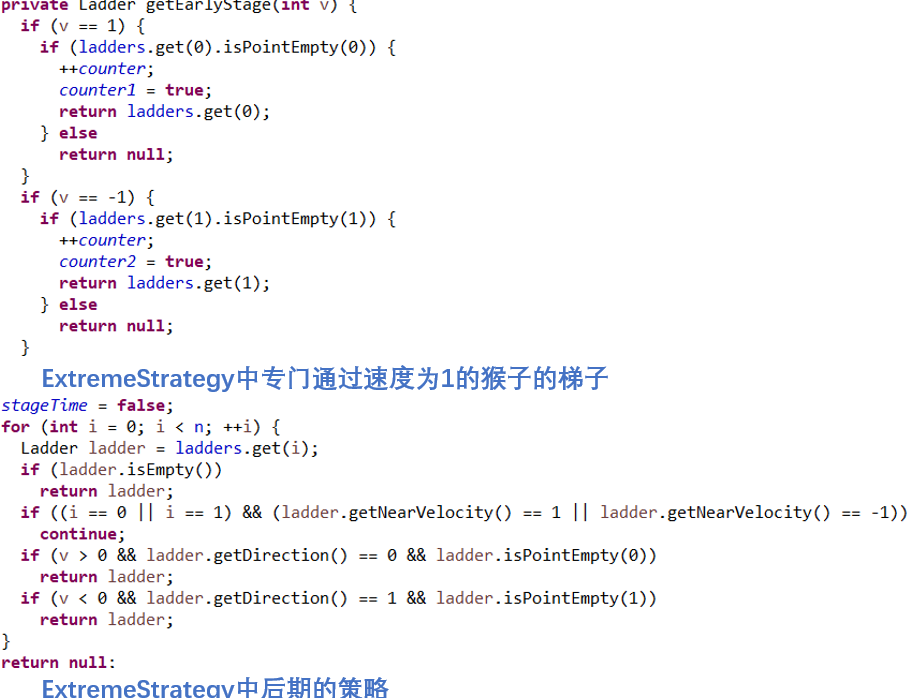 private Ladder getEarlyStage(int v) {
  if (v == 1) {
    if (ladders.get(0).isPointEmpty(0)) {
      ++counter;
      counter1 = true;
      return ladders.get(0);
    } else
      return null;
  }
  if (v == -1) {
    if (ladders.get(1).isPointEmpty(1)) {
      ++counter;
      counter2 = true;
      return ladders.get(1);
    } else
      return null;
  }
ExtremeStrategy中专门通过速度为1的猴子的梯子
stageTime = false;
for (int i = 0; i < n; ++i) {
  Ladder ladder = ladders.get(i);
  if (ladder.isEmpty())
    return ladder;
  if ((i == 0 || i == 1) && (ladder.getNearVelocity() == 1 || ladder.getNearVelocity() == -1))
    continue;
  if (v > 0 && ladder.getDirection() == 0 && ladder.isPointEmpty(0))
    return ladder;
  if (v < 0 && ladder.getDirection() == 1 && ladder.isPointEmpty(1))
    return ladder;
}
return null;
ExtremeStrategy中后期的策略